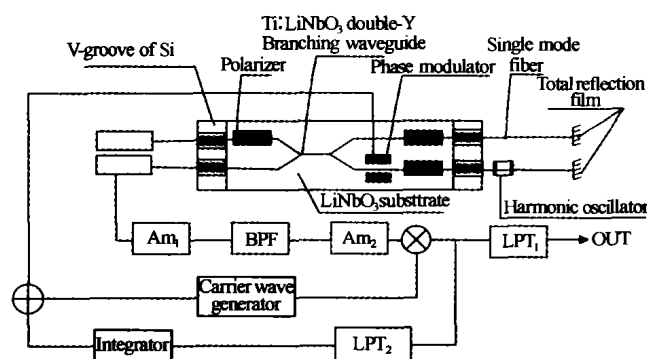 Ti: LiNbO₃ double-Y
Branching waveguide
V-groove of Si
Polarizer
Phase modulator
Single mode
fiber
Total reflection
film
LiNbO₃substtrate
Harmonic oscillator
Am₁
BPF
Am₂
LPT₁
OUT
Carrier wave
generator
Integrator
LPT₂